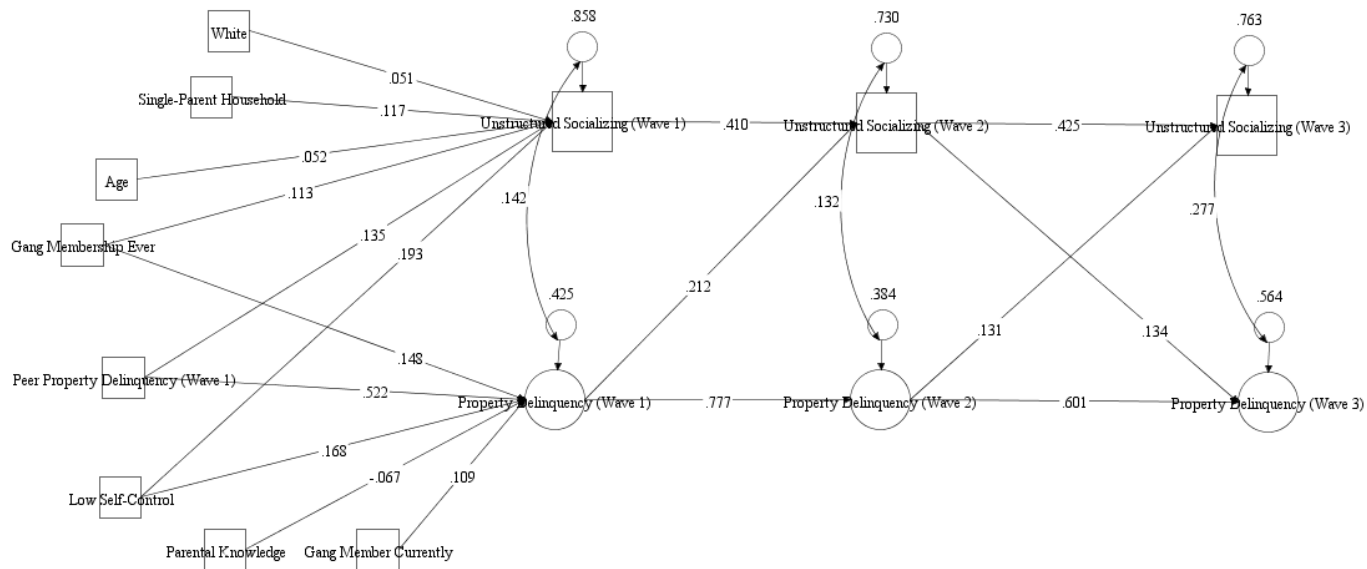 .858
.730
.763
White
.051
Single-Parent Household
.117
Unstructured Socializing (Wave 1)
.410
Unstructured Socializing (Wave 2)
.425
Unstructured Socializing (Wave 3)
.052
Age
.113
.142
.132
.277
.135
Gang Membership Ever
.193
.212
.425
.384
.564
.131
.134
.148
Peer Property Delinquency (Wave 1)
.522
Property Delinquency (Wave 1)
.777
Property Delinquency (Wave 2)
.601
Property Delinquency (Wave 3)
.168
-.067
.109
Low Self-Control
Parental Knowledge
Gang Member Currently